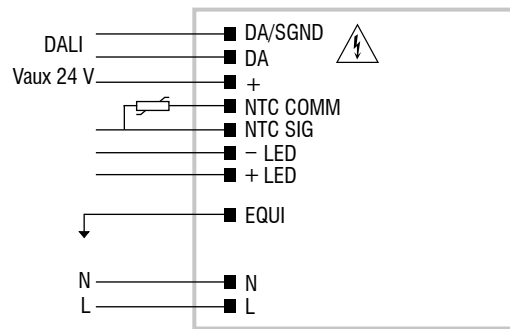 DALI
DA/SGND
DA
Vaux 24 V
+
NTC COMM
NTC SIG
− LED
+ LED
EQUI
N
N
L
L